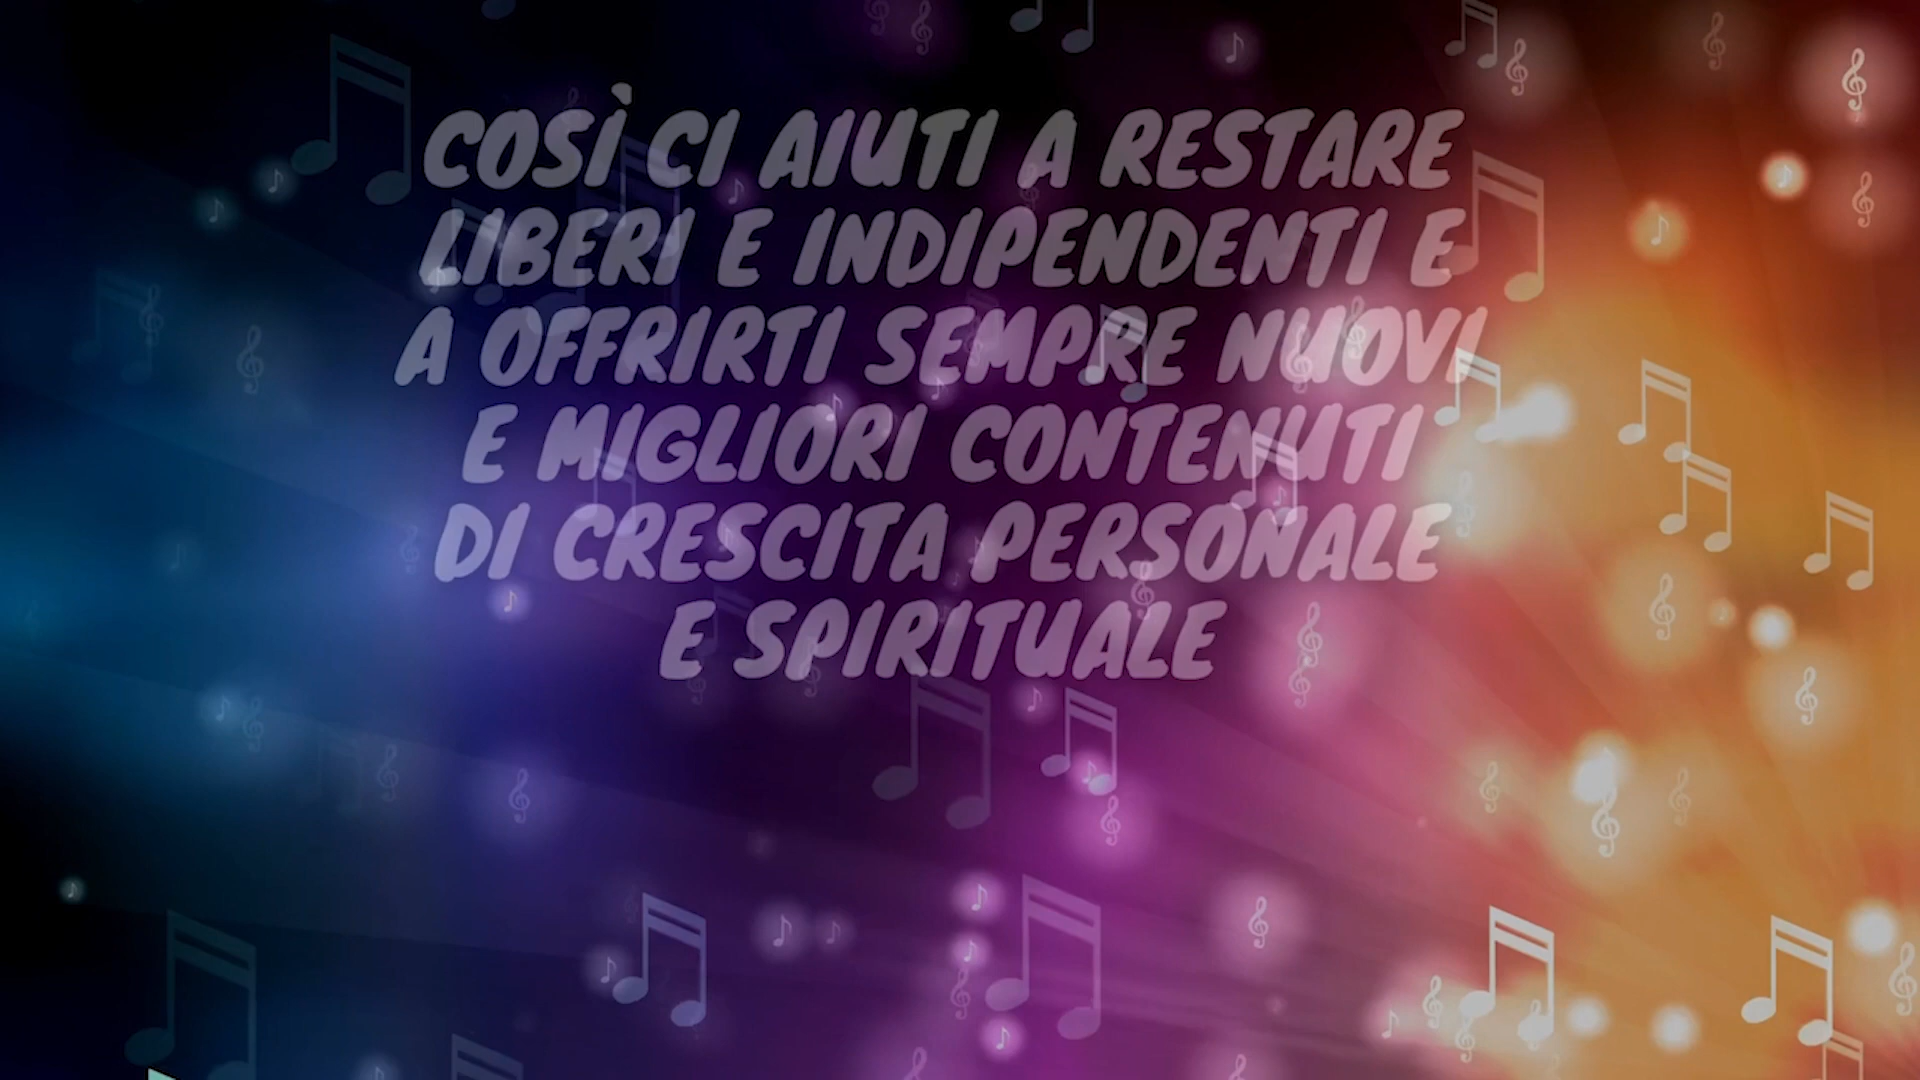 COSÌ CI AIUTI A RESTARE
LIBERI E INDIPENDENTI E
A OFFRIRTI SEMPRE NUOVI
E MIGLIORI CONTENUTI
DI CRESCITA PERSONALE
E SPIRITUALE